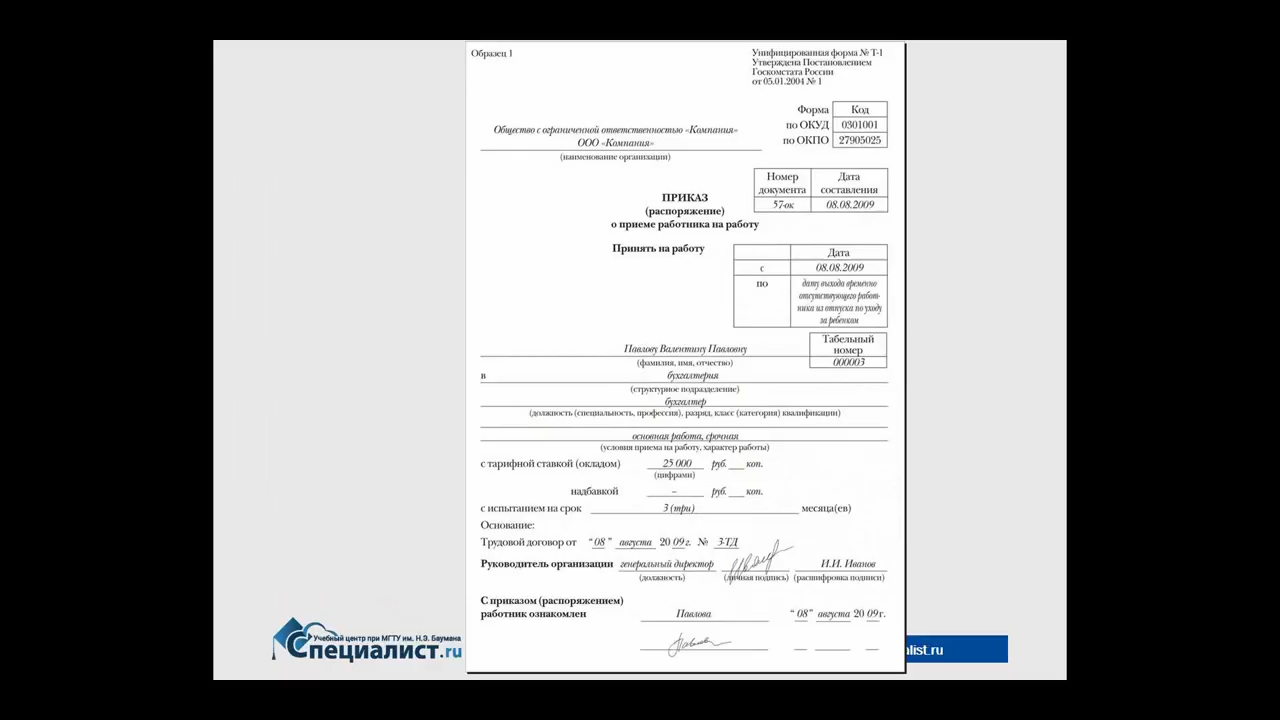 Образец 1
Унифицированная форма № Т-1
Утверждена Постановлением
Госкомстата России
от 05.01.2004 № 1
Форма Код
по ОКУД 0301001
по ОКПО 27905025
Общество с ограниченной ответственностью «Компания»
ООО «Компания»
(наименование организации)
Номер документа Дата составления
57-ок 08.08.2009
ПРИКАЗ
(распоряжение)
о приеме работника на работу
Принять на работу
Дата
с 08.08.2009
по дату выхода временно
отсутствующего работ-
ника из отпуска по уходу
за ребенком
Табельный
номер
000003
Павлову Валентину Павловну
(фамилия, имя, отчество)
в бухгалтерия
(структурное подразделение)
бухгалтер
(должность (специальность, профессия), разряд, класс (категория) квалификации)
основная работа, срочная
(условия приема на работу, характер работы)
с тарифной ставкой (окладом) 25 000 руб. ___ коп.
(цифрами)
надбавкой – руб. ___ коп.
с испытанием на срок 3 (три) месяца(ев)
Основание:
Трудовой договор от “ 08 ” августа 20 09 г. № 3-ТД
Руководитель организации генеральный директор И.И. Иванов
(должность) (личная подпись) (расшифровка подписи)
С приказом (распоряжением)
работник ознакомлен Павлова “ 08” августа 20 09 г.
Учебный центр при МГТУ им. Н.Э. Баумана
Специалист.ru
alist.ru